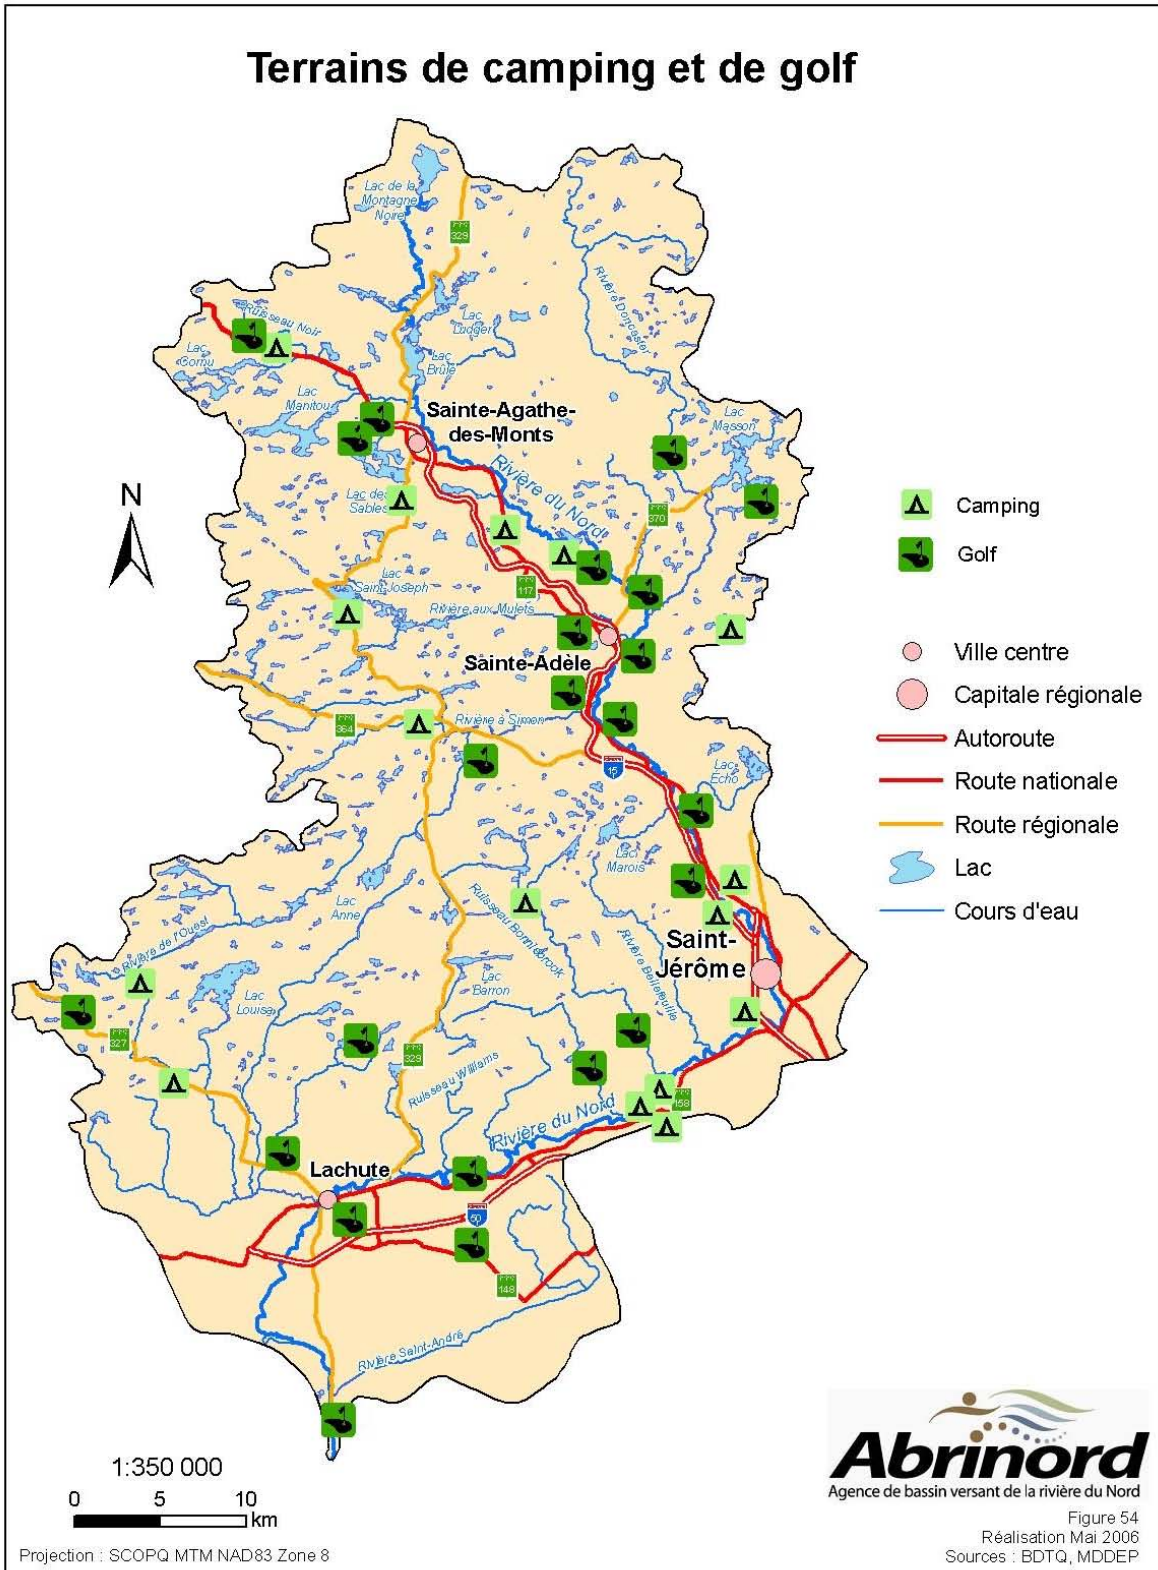 Terrains de camping et de golf
Lac de la
Montagne
Noire
329
Rivière Doncaster
Ruisseau Noir
Lac
Cornu
Lac
Ludger
Lac
Brûlé
Lac
Manitou
Sainte-Agathe-
des-Monts
Lac
Masson
Rivière du Nord
N
Lac des
Sables
370
Camping
Golf
Lac
Saint-Joseph
117
Rivière aux Mulets
Sainte-Adèle
Ville centre
Capitale régionale
Rivière à Simon
364
Autoroute
15
Lac
Echo
Route nationale
Route régionale
Lac
Marois
Lac
Lac
Anne
Ruisseau Bonniebrook
Cours d'eau
Rivière de l'Ouest
Rivière Bellefeuille
Saint-
Jérôme
Lac
Barron
Lac
Louisa
327
329
Ruisseau Williams
158
Rivière du Nord
Lachute
50
148
Rivière Saint-André
1:350 000
0 5 10
km
Projection : SCOPQ MTM NAD83 Zone 8
Abrinord
Agence de bassin versant de la rivière du Nord
Figure 54
Réalisation Mai 2006
Sources : BDTQ, MDDEP